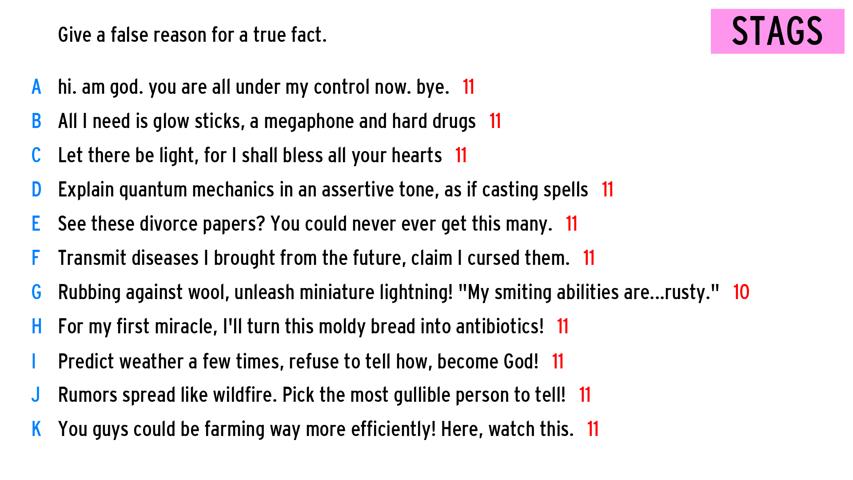 STAGS
Give a false reason for a true fact.
A hi. am god. you are all under my control now. bye. 11
B All I need is glow sticks, a megaphone and hard drugs 11
C Let there be light, for I shall bless all your hearts 11
D Explain quantum mechanics in an assertive tone, as if casting spells 11
E See these divorce papers? You could never ever get this many. 11
F Transmit diseases I brought from the future, claim I cursed them. 11
G Rubbing against wool, unleash miniature lightning! "My smiting abilities are...rusty." 10
H For my first miracle, I'll turn this moldy bread into antibiotics! 11
I Predict weather a few times, refuse to tell how, become God! 11
J Rumors spread like wildfire. Pick the most gullible person to tell! 11
K You guys could be farming way more efficiently! Here, watch this. 11